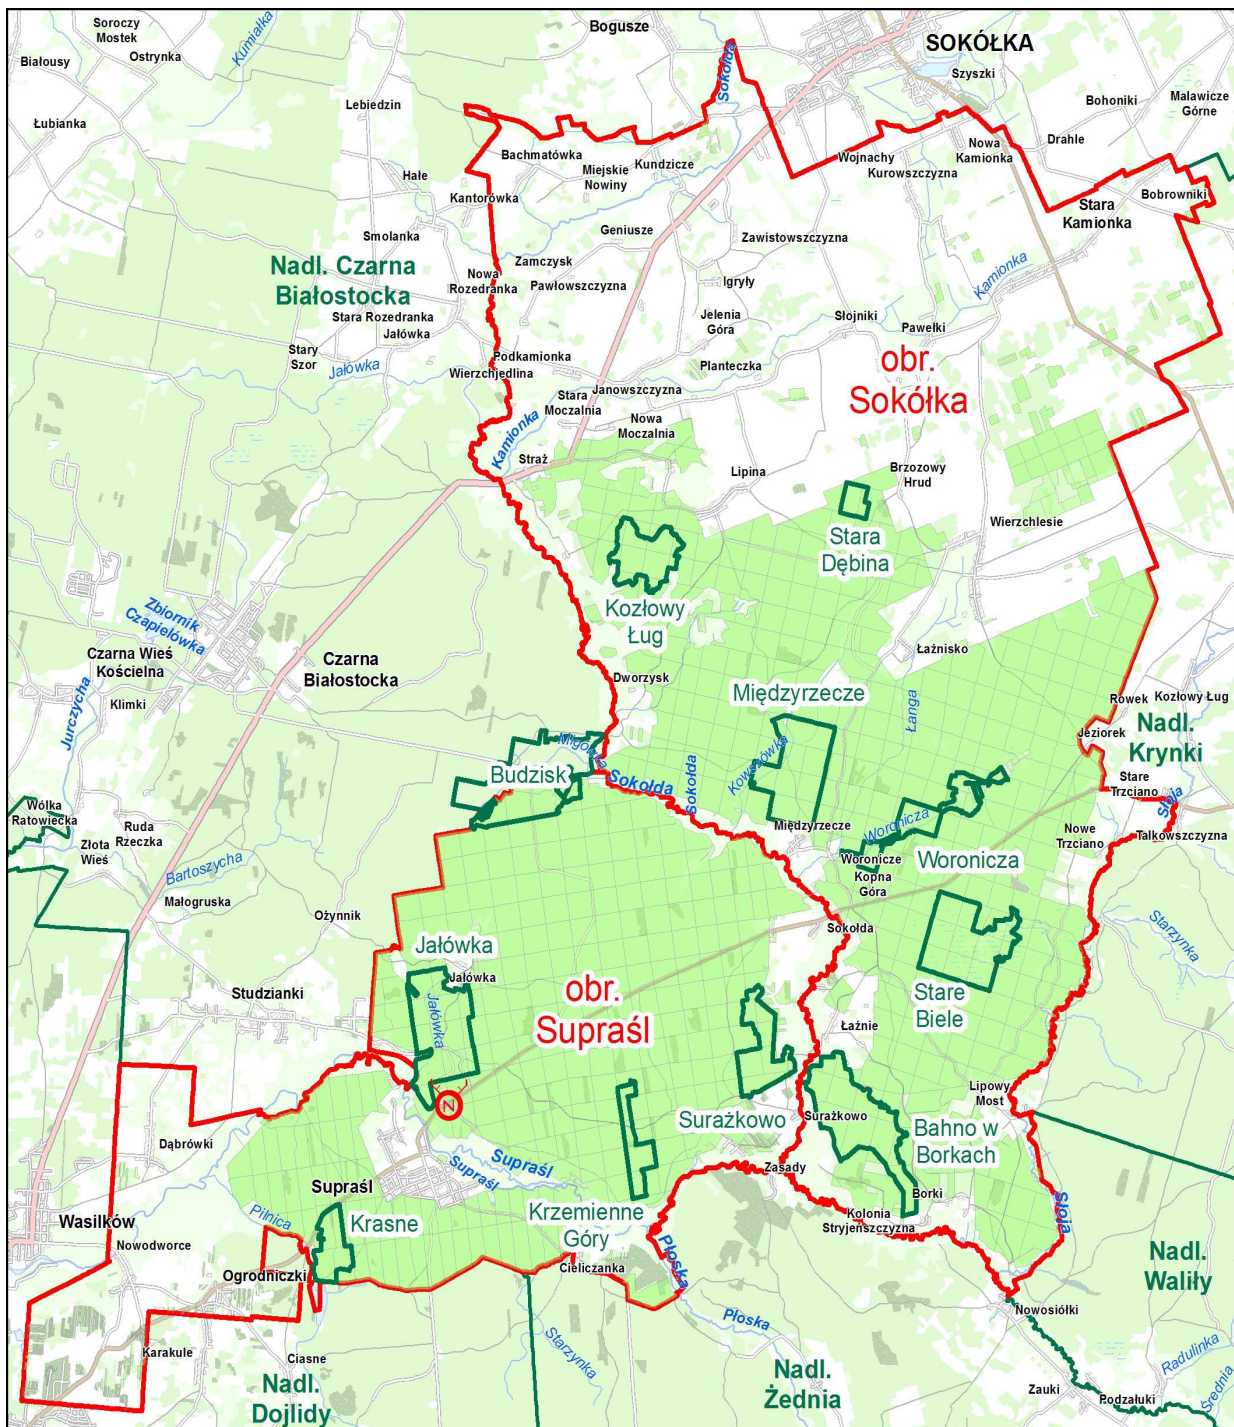 Soroczy
Mostek
Ostrynka
Białousy
Kumiałka
Łubianka
Lebiedzin
Bogusze
Sokołda
SOKÓŁKA
Szyszki
Bohoniki
Malawicze
Górne
Drahle
Nowa
Kamionka
Wojnachy
Kurowszczyzna
Bobrowniki
Stara
Kamionka
Bachmatówka
Miejskie
Nowiny
Kundzicze
Hałe
Kantorówka
Smolanka
Geniusze
Zawistowszczyzna
Nadl. Czarna
Białostocka
Zamczysk
Nowa
Rozedranka
Pawłowszczyzna
Igryły
Kamionka
Stara Rozedranka
Jałówka
Jelenia
Góra
Słojniki
Pawełki
Stary
Szor
Jałówka
Podkamionka
Wierzchjedlina
Planteczka
obr.
Sokółka
Stara
Moczalnia
Janowszczyzna
Nowa
Moczalnia
Kamionka
Straż
Lipina
Brzozowy
Hrud
Wierzchlesie
Stara
Dębina
Kozłowy
Ług
Zbiornik
Czapielówka
Czarna Wieś
Kościelna
Czarna
Białostocka
Klimki
Jurczycha
Łaźnisko
Dworzysk
Międzyrzecze
Łanga
Rowek
Kozłowy Ług
Nadl.
Krynki
Jeziorek
Migówka
Budzisk
Sokołda
Sokołda
Kowszówka
Stare
Trzciano
Słoja
Wólka
Ratowiecka
Ruda
Rzeczka
Złota
Wieś
Międzyrzecze
Woronicza
Nowe
Trzciano
Talkowszczyzna
Bartoszycha
Woronicze
Kopna
Góra
Woronicza
Małogruska
Ożynnik
Sokołda
Starzynka
Jałówka
Jałówka
Jałówka
Studzianki
obr.
Supraśl
Stare
Biele
Łaźnie
Lipowy
Most
Surażkowo
Surażkowo
Bahno w
Borkach
Dąbrówki
Supraśl
Supraśl
Supraśl
Zasady
Borki
Wasilków
Pilnica
Krasne
Krzemienne
Góry
Kolonia
Stryjeńszczyzna
Słoja
Nowodworce
Ogrodniczki
Cieliczanka
Płoska
Nadl.
Waliły
Nowosiółki
Płoska
Karakule
Ciasne
Starzynka
Radulinka
Nadl.
Dojlidy
Nadl.
Żednia
Zauki
Podzałuki
Średnia
N